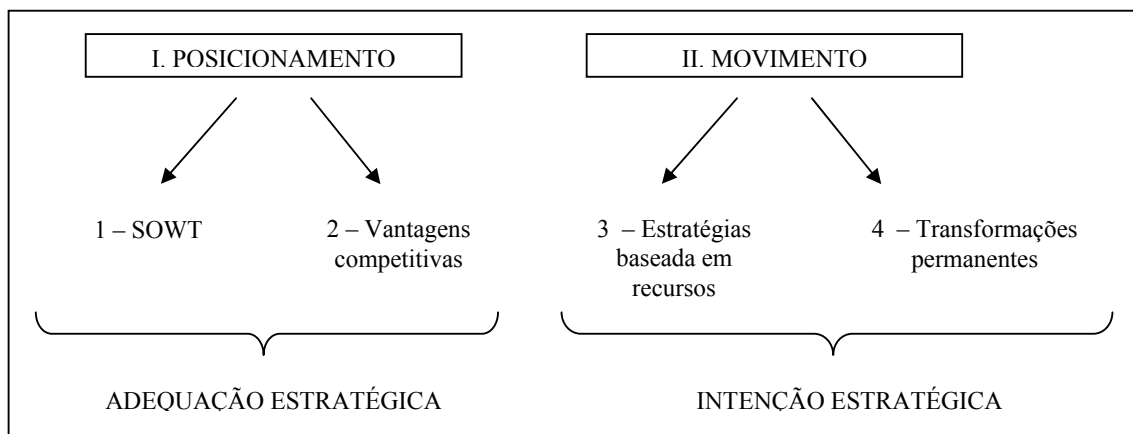 I. POSICIONAMENTO
II. MOVIMENTO
1 – SOWT
2 – Vantagens
competitivas
3 – Estratégias
baseada em
recursos
4 – Transformações
permanentes
ADEQUAÇÃO ESTRATÉGICA
INTENÇÃO ESTRATÉGICA